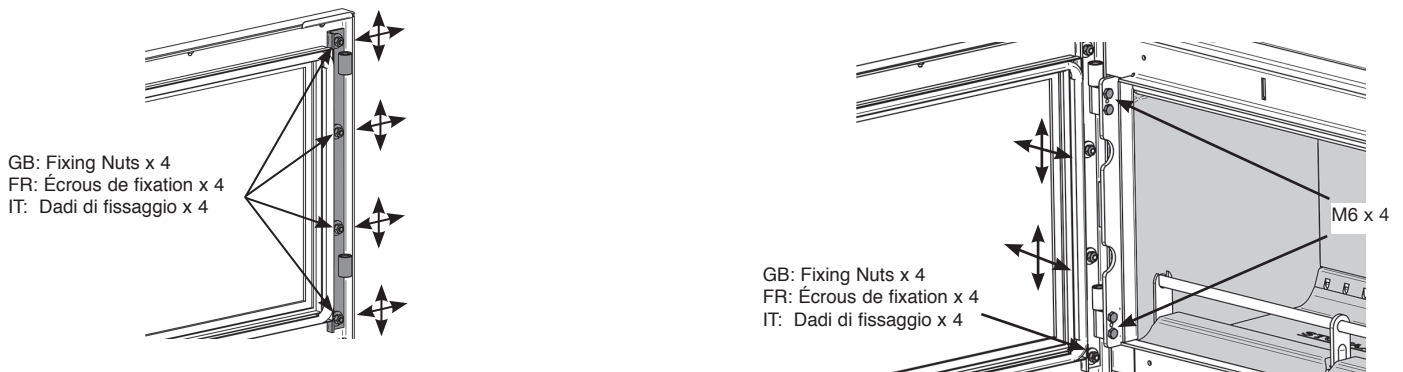 GB: Fixing Nuts x 4
FR: Écrous de fixation x 4
IT: Dadi di fissaggio x 4
M6 x 4
GB: Fixing Nuts x 4
FR: Écrous de fixation x 4
IT: Dadi di fissaggio x 4